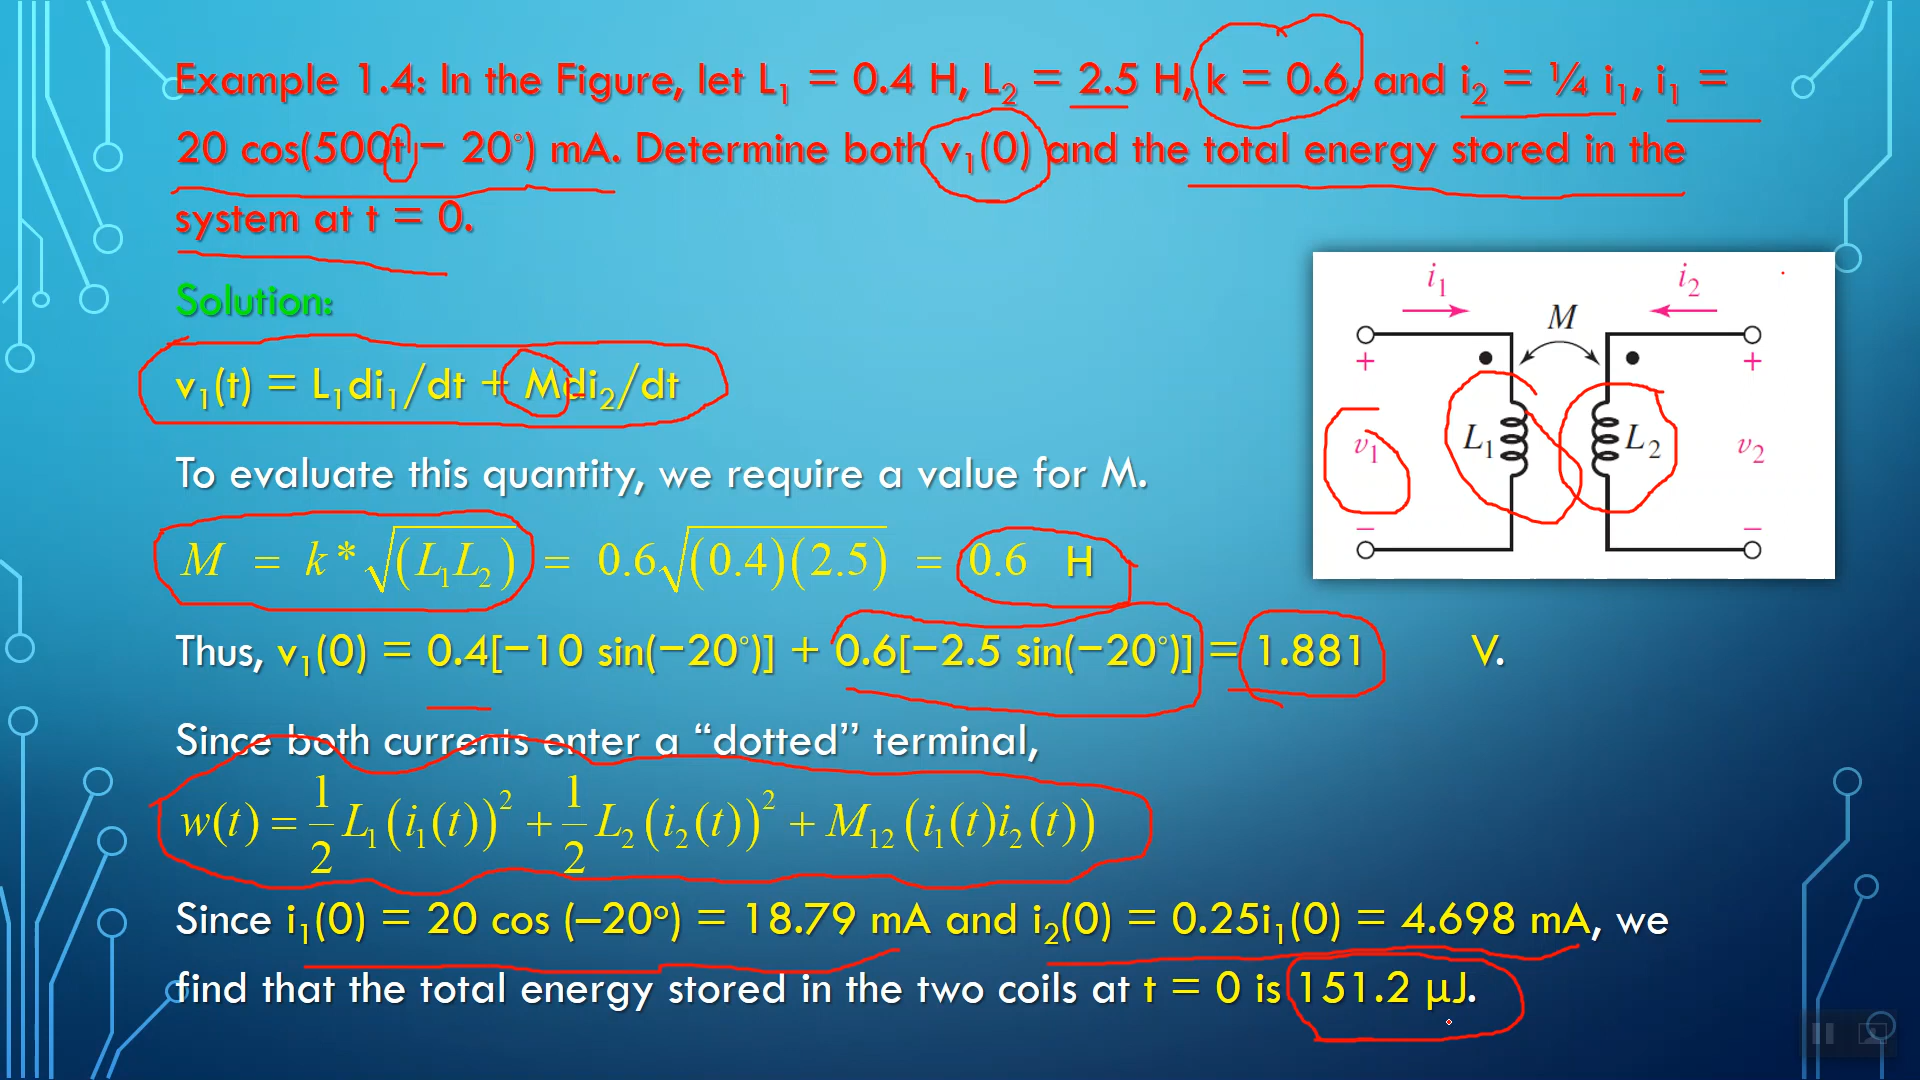 Example 1.4: In the Figure, let L₁ = 0.4 H, L₂ = 2.5 H, k = 0.6, and i₂ = ¼ i₁, i₁ =
20 cos(500t − 20°) mA. Determine both v₁(0) and the total energy stored in the
system at t = 0.
Solution:
v₁(t) = L₁di₁/dt + Mdi₂/dt
To evaluate this quantity, we require a value for M.
M = k*√(L₁L₂) = 0.6√(0.4)(2.5) = 0.6 H
Thus, v₁(0) = 0.4[−10 sin(−20°)] + 0.6[−2.5 sin(−20°)] = 1.881 V.
Since both currents enter a “dotted” terminal,
w(t) = 1/2 L₁(i₁(t))² + 1/2 L₂(i₂(t))² + M₁₂(i₁(t)i₂(t))
Since i₁(0) = 20 cos (–20°) = 18.79 mA and i₂(0) = 0.25i₁(0) = 4.698 mA, we
find that the total energy stored in the two coils at t = 0 is 151.2 μJ.
i₁ i₂
M
+ +
v₁ L₁ L₂ v₂
− −